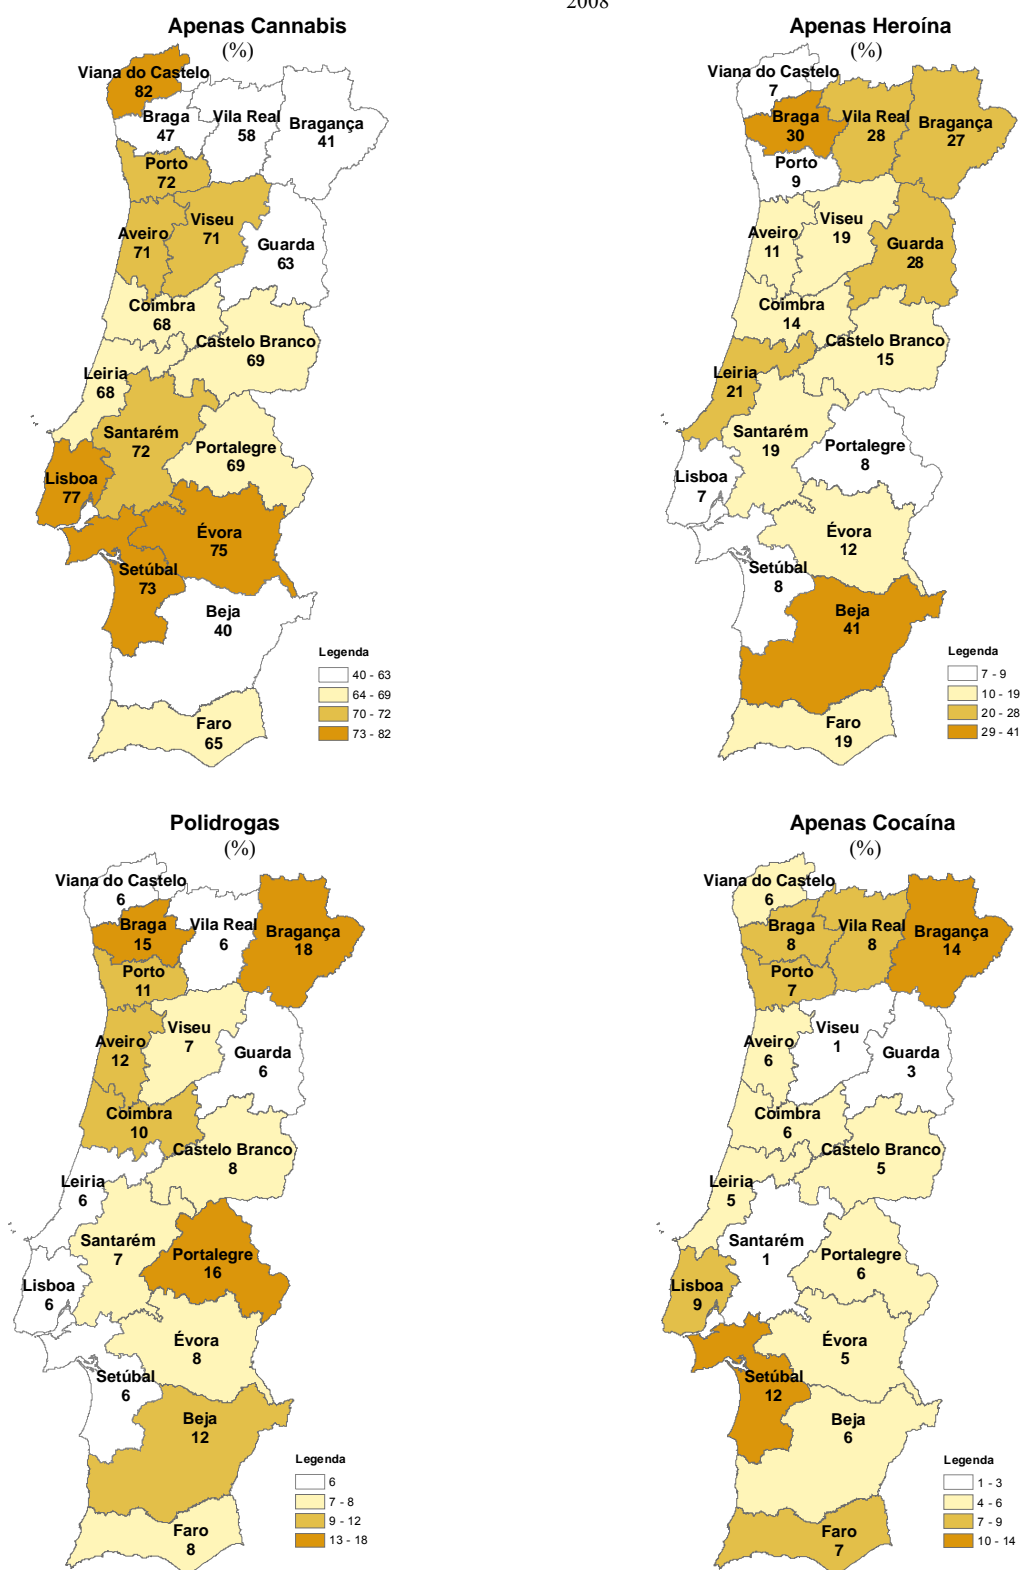 2008
Apenas Cannabis
(%)
Viana do Castelo
82
Braga
47
Vila Real
58
Bragança
41
Porto
72
Aveiro
71
Viseu
71
Guarda
63
Coimbra
68
Castelo Branco
69
Leiria
68
Santarém
72
Portalegre
69
Lisboa
77
Évora
75
Setúbal
73
Beja
40
Faro
65
Legenda
40 - 63
64 - 69
70 - 72
73 - 82
Apenas Heroína
(%)
Viana do Castelo
7
Braga
30
Vila Real
28
Bragança
27
Porto
9
Aveiro
11
Viseu
19
Guarda
28
Coimbra
14
Castelo Branco
15
Leiria
21
Santarém
19
Portalegre
8
Lisboa
7
Évora
12
Setúbal
8
Beja
41
Faro
19
Legenda
7 - 9
10 - 19
20 - 28
29 - 41
Polidrogas
(%)
Viana do Castelo
6
Braga
15
Vila Real
6
Bragança
18
Porto
11
Aveiro
12
Viseu
7
Guarda
6
Coimbra
10
Castelo Branco
8
Leiria
6
Santarém
7
Portalegre
16
Lisboa
6
Évora
8
Setúbal
6
Beja
12
Faro
8
Legenda
6
7 - 8
9 - 12
13 - 18
Apenas Cocaína
(%)
Viana do Castelo
6
Braga
8
Vila Real
8
Bragança
14
Porto
7
Aveiro
6
Viseu
1
Guarda
3
Coimbra
6
Castelo Branco
5
Leiria
5
Santarém
1
Portalegre
6
Lisboa
9
Évora
5
Setúbal
12
Beja
6
Faro
7
Legenda
1 - 3
4 - 6
7 - 9
10 - 14